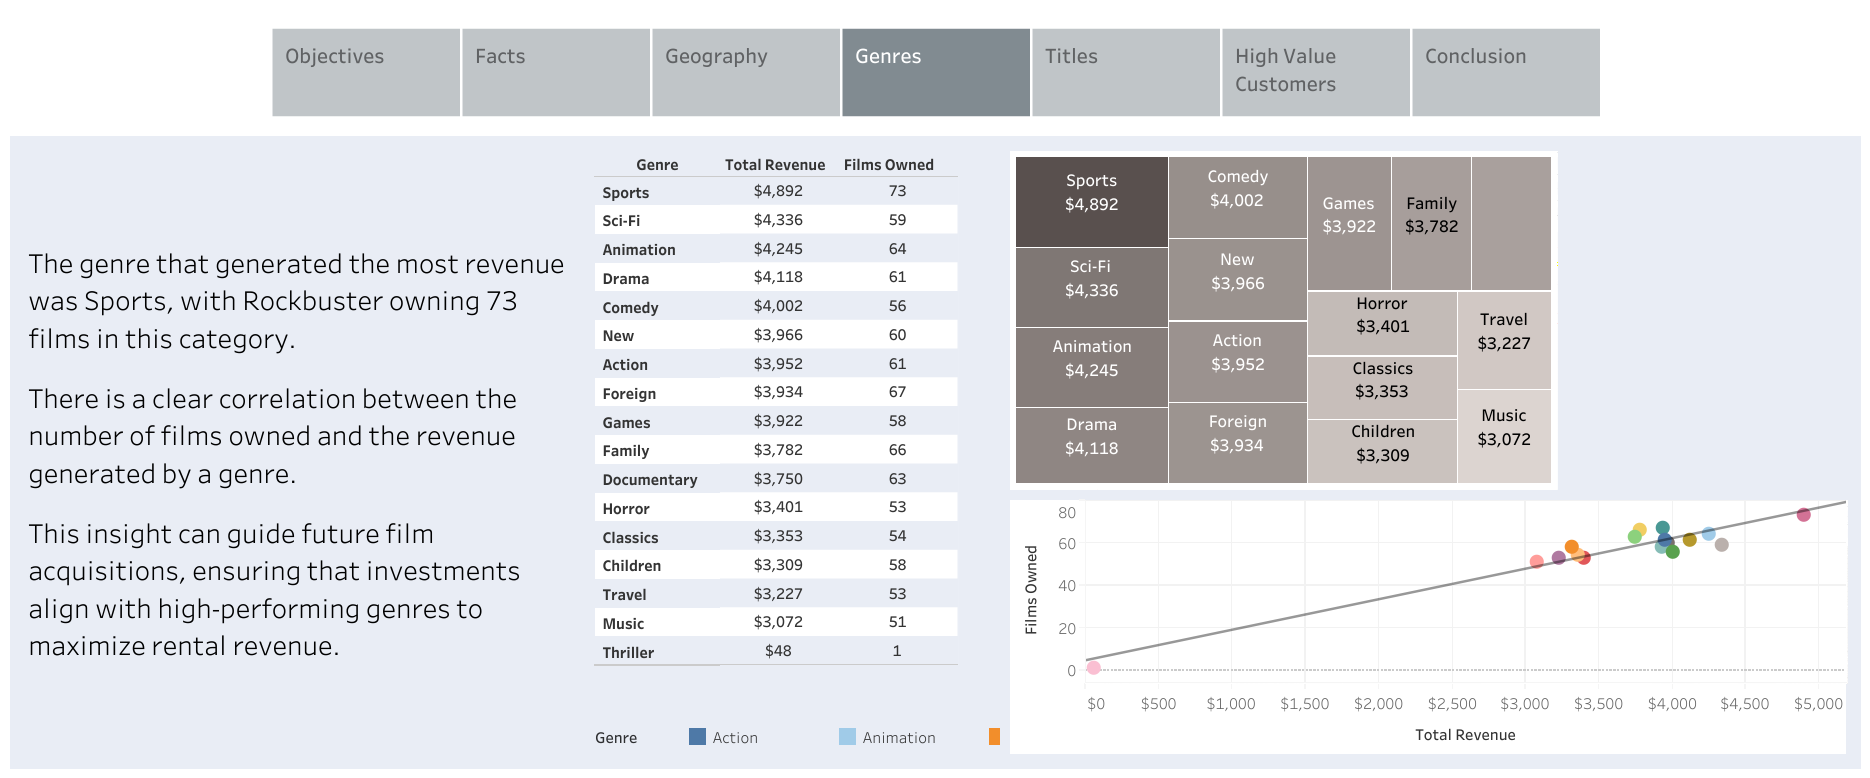 Objectives
Facts
Geography
Genres
Titles
High Value
Customers
Conclusion
The genre that generated the most revenue
was Sports, with Rockbuster owning 73
films in this category.
There is a clear correlation between the
number of films owned and the revenue
generated by a genre.
This insight can guide future film
acquisitions, ensuring that investments
align with high-performing genres to
maximize rental revenue.
Genre Total Revenue Films Owned
Sports $4,892 73
Sci-Fi $4,336 59
Animation $4,245 64
Drama $4,118 61
Comedy $4,002 56
New $3,966 60
Action $3,952 61
Foreign $3,934 67
Games $3,922 58
Family $3,782 66
Documentary $3,750 63
Horror $3,401 53
Classics $3,353 54
Children $3,309 58
Travel $3,227 53
Music $3,072 51
Thriller $48 1
Genre Action Animation
Sports
$4,892
Sci-Fi
$4,336
Animation
$4,245
Drama
$4,118
Comedy
$4,002
New
$3,966
Action
$3,952
Foreign
$3,934
Games
$3,922
Family
$3,782
Horror
$3,401
Classics
$3,353
Children
$3,309
Travel
$3,227
Music
$3,072
Films Owned
80
60
40
20
0
$0 $500 $1,000 $1,500 $2,000 $2,500 $3,000 $3,500 $4,000 $4,500 $5,000
Total Revenue